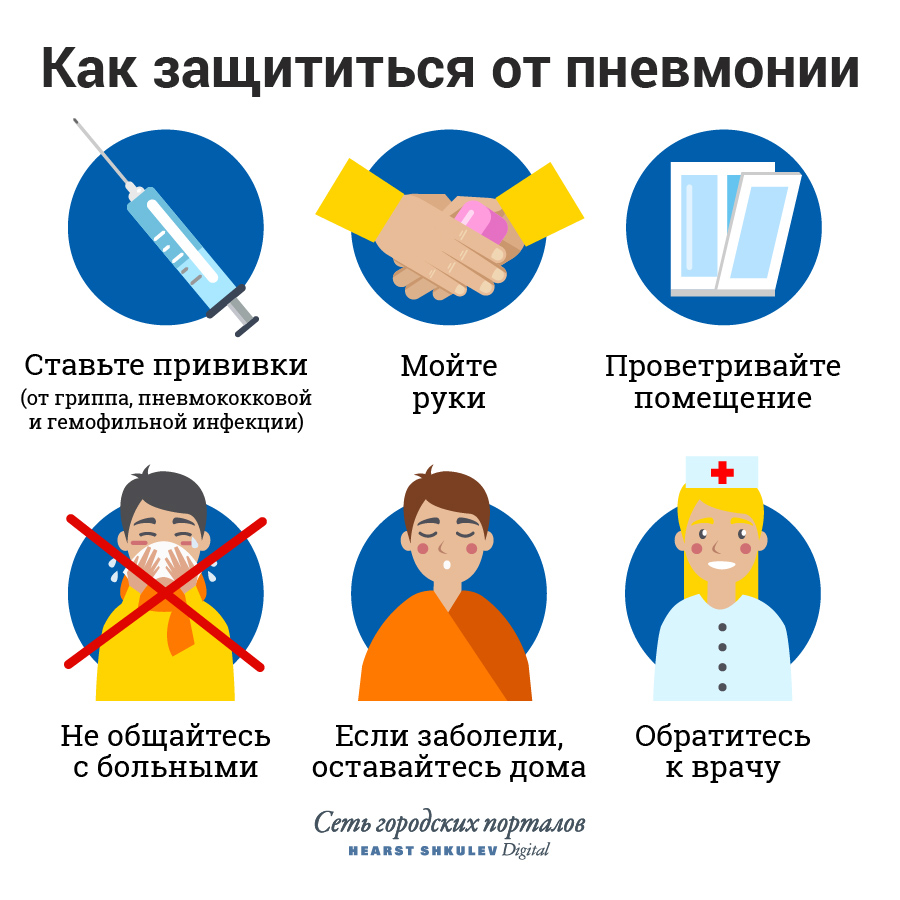 Как защититься от пневмонии
Ставьте прививки
(от гриппа, пневмококковой
и гемофильной инфекции)
Мойте
руки
Проветривайте
помещение
Не общайтесь
с больными
Если заболели,
оставайтесь дома
Обратитесь
к врачу
Сеть городских порталов
HEARST SHKULEV Digital